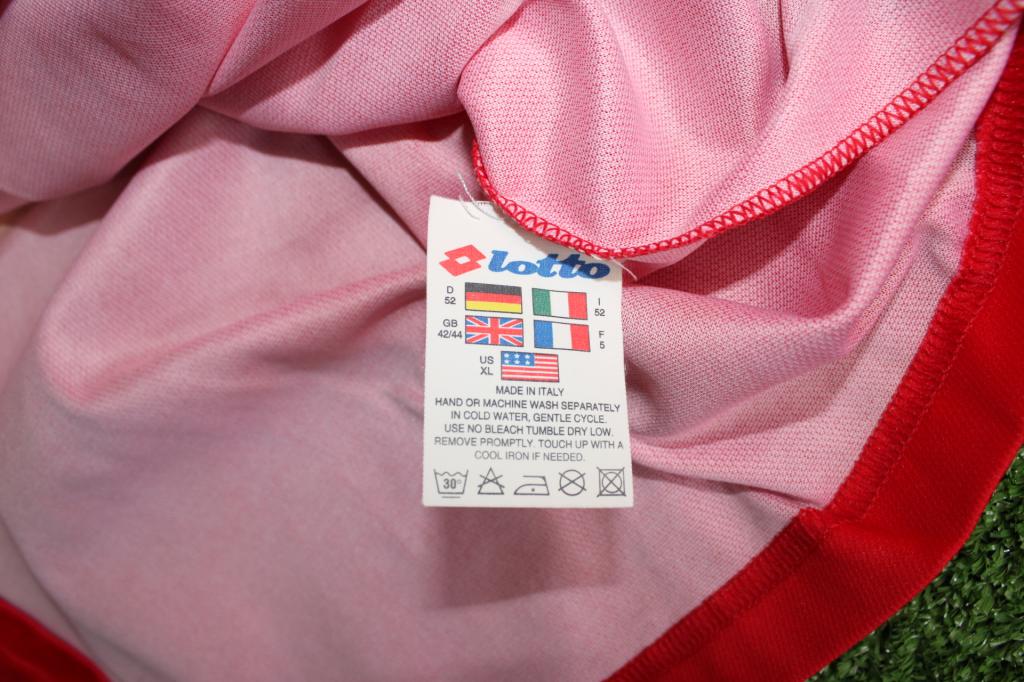 lotto
D
52
I
52
GB
42/44
F
5
US
XL
MADE IN ITALY
HAND OR MACHINE WASH SEPARATELY
IN COLD WATER, GENTLE CYCLE.
USE NO BLEACH TUMBLE DRY LOW.
REMOVE PROMPTLY. TOUCH UP WITH A
COOL IRON IF NEEDED.
30°